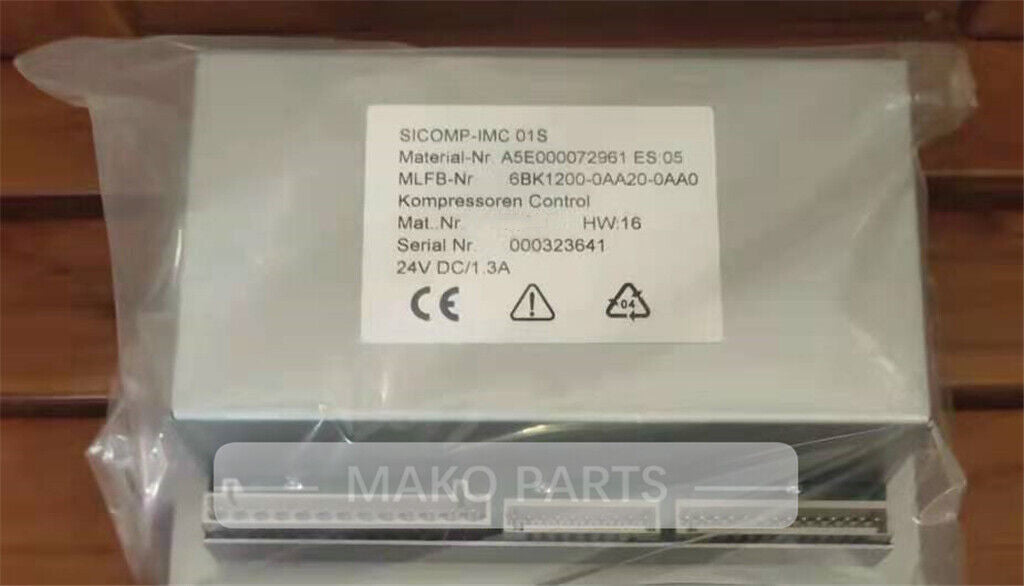 SICOMP-IMC 01S
Material-Nr. A5E000072961 ES:05
MLFB-Nr 6BK1200-0AA20-0AA0
Kompressoren Control
Mat..Nr. HW:16
Serial Nr. 000323641
24V DC/1.3A
CE
04
MAKO PARTS